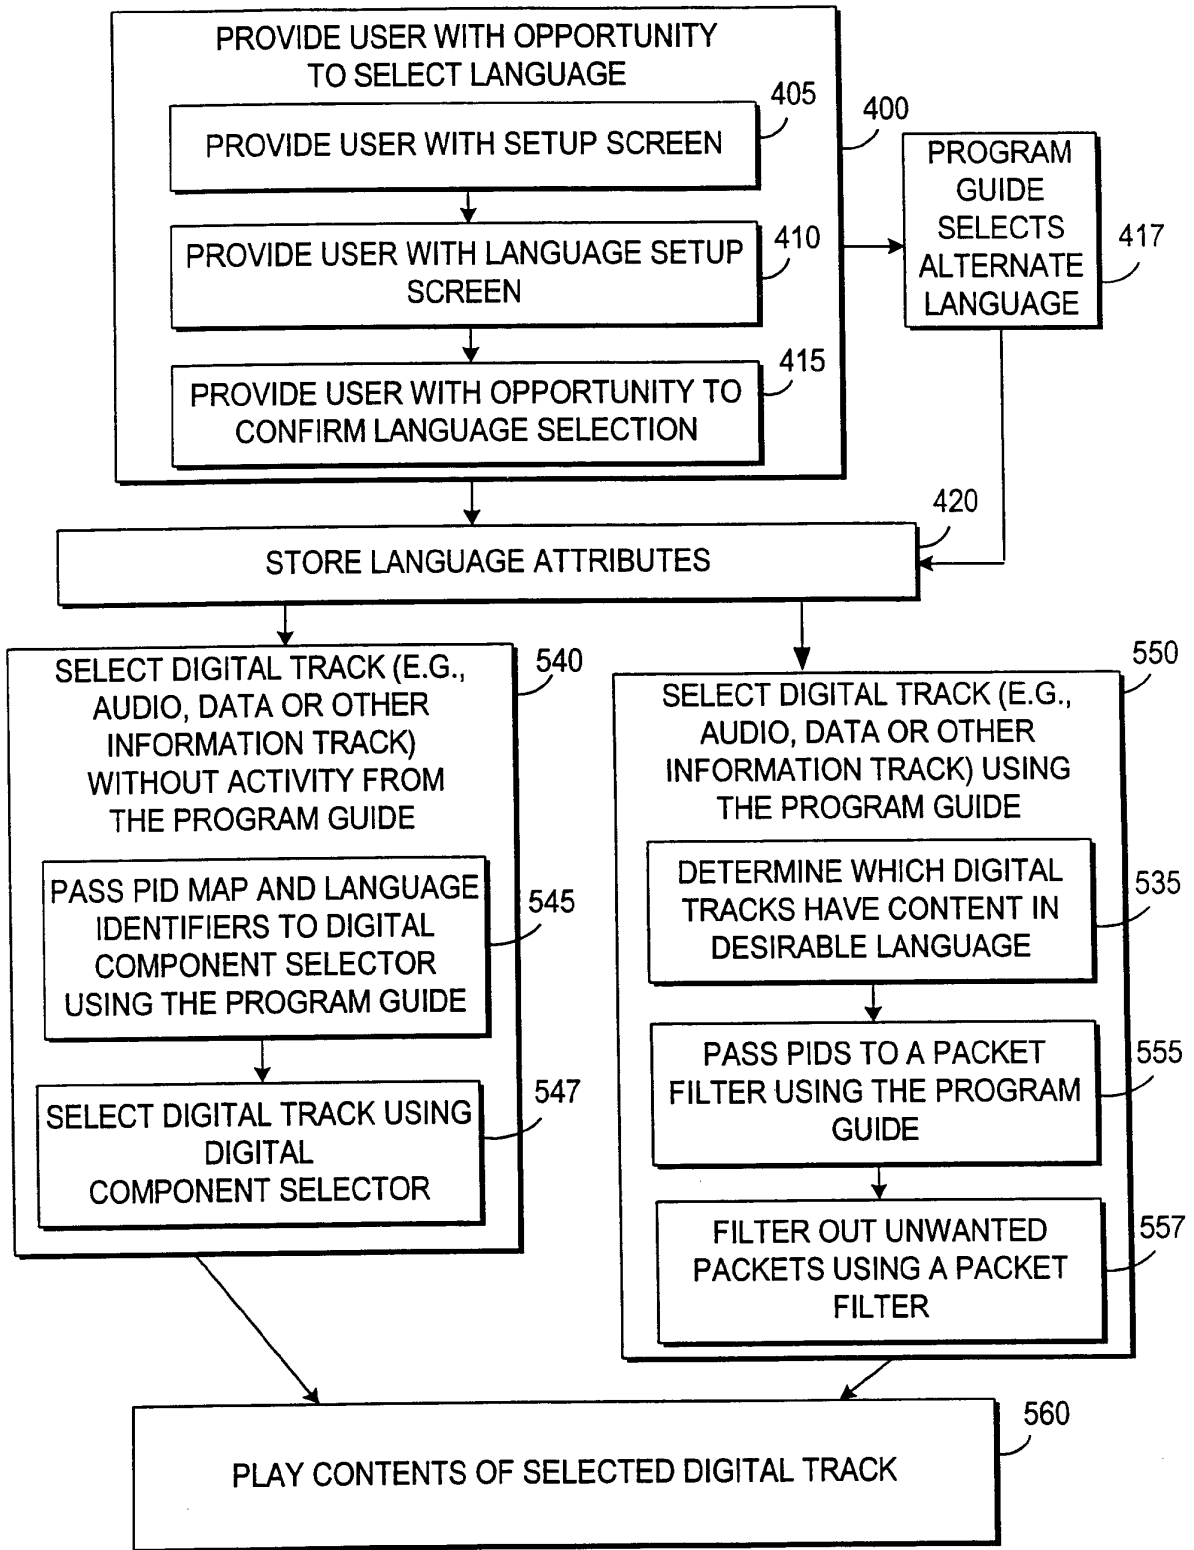 PROVIDE USER WITH OPPORTUNITY
TO SELECT LANGUAGE
405
PROVIDE USER WITH SETUP SCREEN
400
PROVIDE USER WITH LANGUAGE SETUP
SCREEN
410
PROVIDE USER WITH OPPORTUNITY TO
CONFIRM LANGUAGE SELECTION
415
PROGRAM
GUIDE
SELECTS
ALTERNATE
LANGUAGE
417
420
STORE LANGUAGE ATTRIBUTES
SELECT DIGITAL TRACK (E.G.,
AUDIO, DATA OR OTHER
INFORMATION TRACK)
WITHOUT ACTIVITY FROM
THE PROGRAM GUIDE
540
PASS PID MAP AND LANGUAGE
IDENTIFIERS TO DIGITAL
COMPONENT SELECTOR
USING THE PROGRAM GUIDE
545
SELECT DIGITAL TRACK USING
DIGITAL
COMPONENT SELECTOR
547
SELECT DIGITAL TRACK (E.G.,
AUDIO, DATA OR OTHER
INFORMATION TRACK) USING
THE PROGRAM GUIDE
550
DETERMINE WHICH DIGITAL
TRACKS HAVE CONTENT IN
DESIRABLE LANGUAGE
535
PASS PIDS TO A PACKET
FILTER USING THE PROGRAM
GUIDE
555
FILTER OUT UNWANTED
PACKETS USING A PACKET
FILTER
557
560
PLAY CONTENTS OF SELECTED DIGITAL TRACK